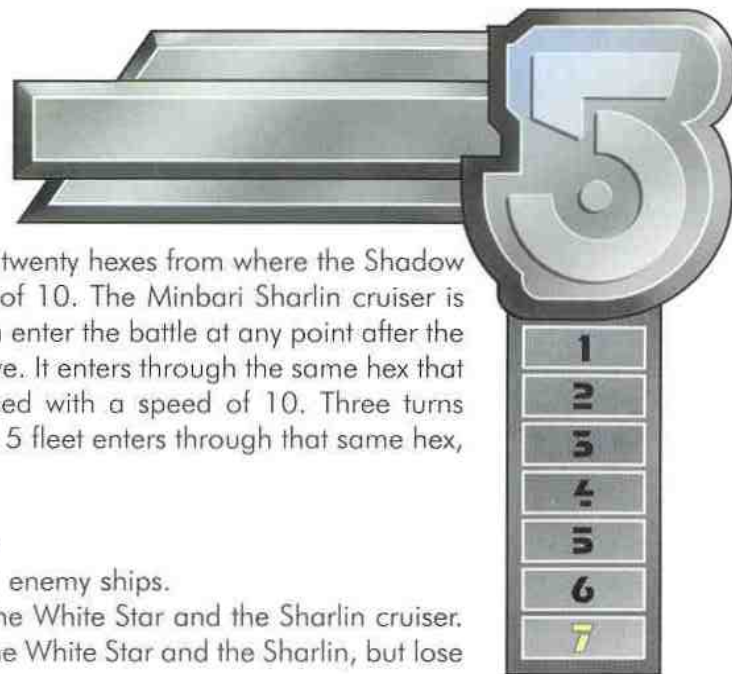 5
twenty hexes from where the Shadow
of 10. The Minbari Sharlin cruiser is
enter the battle at any point after the
It enters through the same hex that
with a speed of 10. Three turns
5 fleet enters through that same hex,
enemy ships.
White Star and the Sharlin cruiser.
White Star and the Sharlin, but lose
1
2
3
4
5
6
7